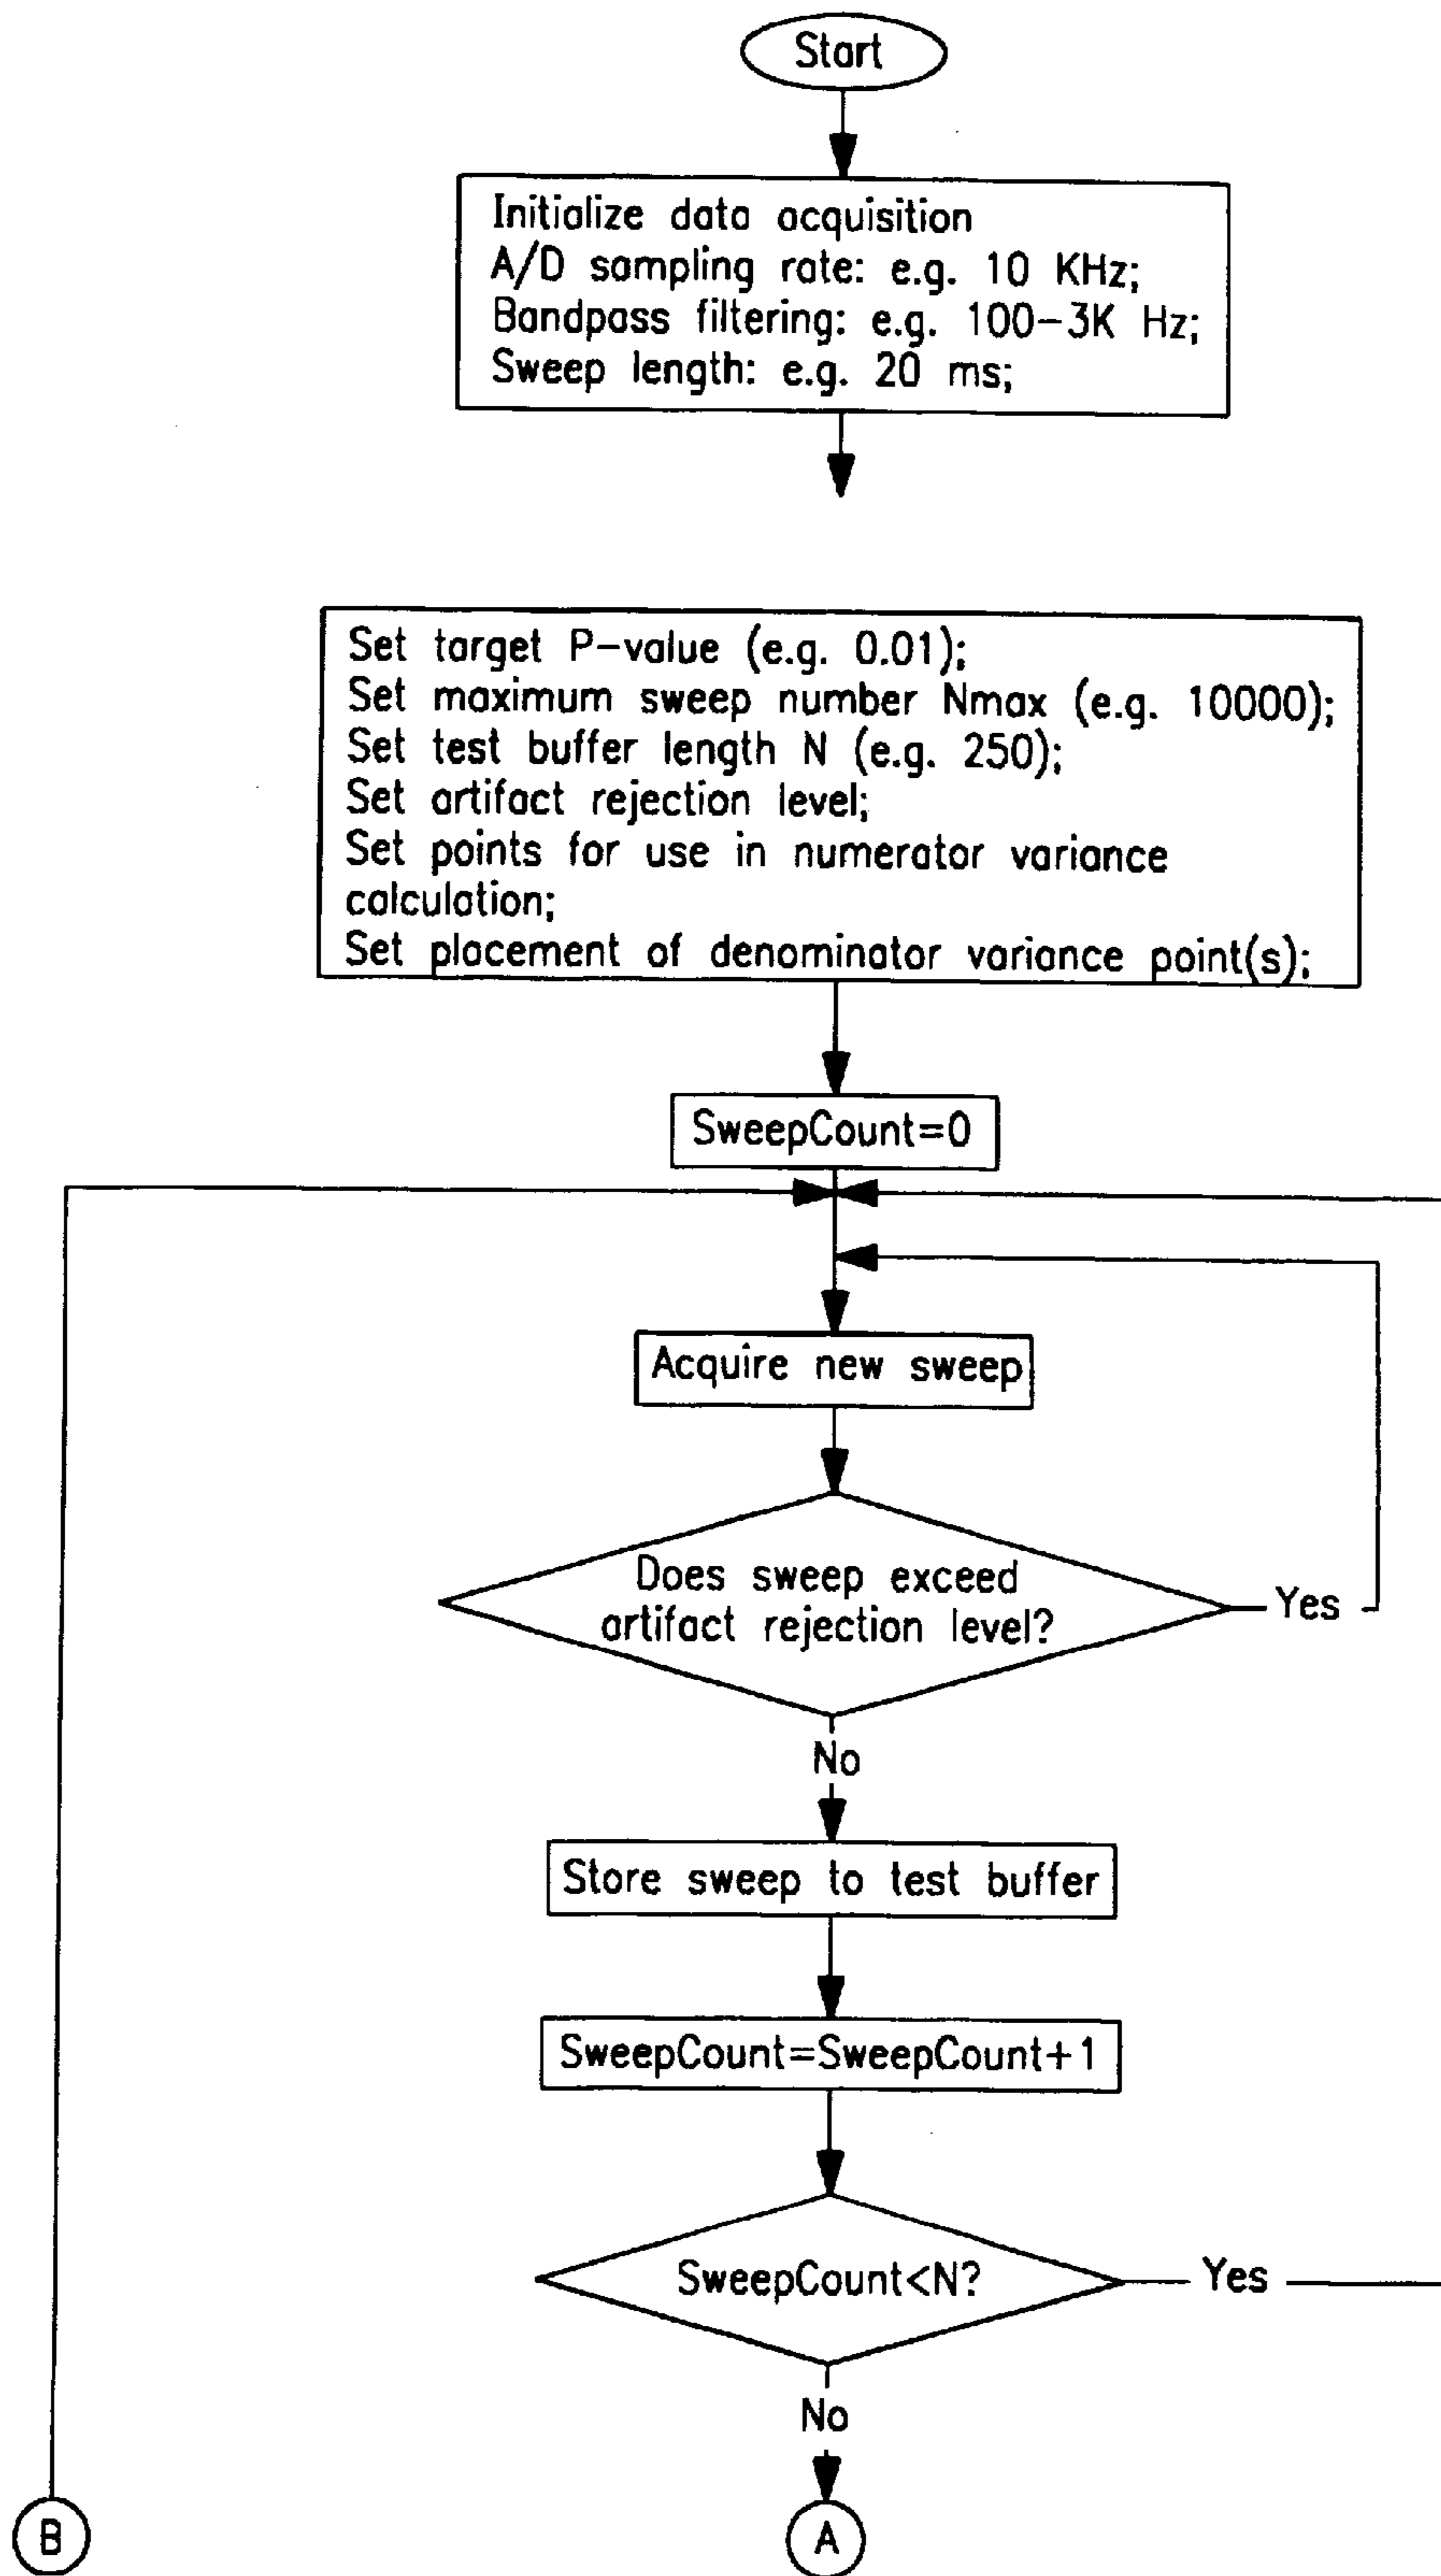 Start
Initialize data acquisition
A/D sampling rate: e.g. 10 KHz;
Bandpass filtering: e.g. 100-3K Hz;
Sweep length: e.g. 20 ms;
Set target P-value (e.g. 0.01);
Set maximum sweep number Nmax (e.g. 10000);
Set test buffer length N (e.g. 250);
Set artifact rejection level;
Set points for use in numerator variance
calculation;
Set placement of denominator variance point(s);
SweepCount=0
Acquire new sweep
Does sweep exceed
artifact rejection level?
Yes
No
Store sweep to test buffer
SweepCount=SweepCount+1
SweepCount<N?
Yes
No
B
A